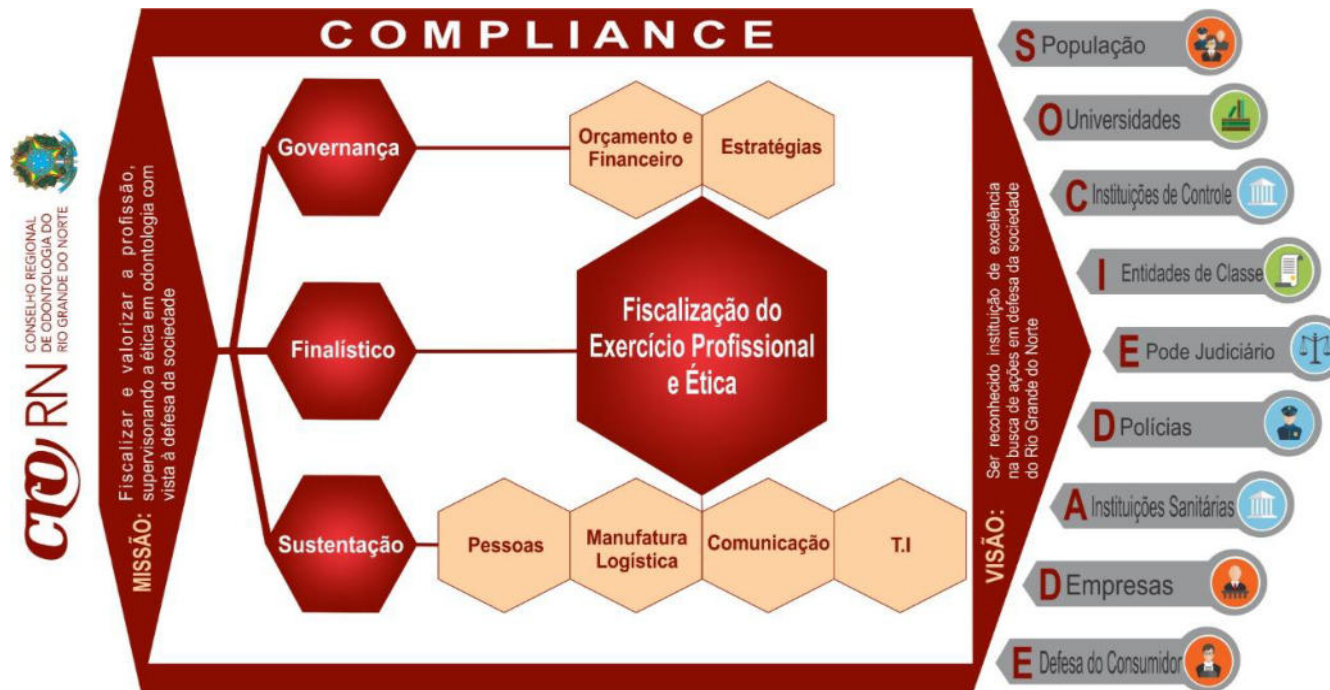 cro RN
CONSELHO REGIONAL
DE ODONTOLOGIA DO
RIO GRANDE DO NORTE
COMPLIANCE
MISSÃO:
Fiscalizar e valorizar a profissão,
supervisonando a ética em odontologia com
vista à defesa da sociedade
Governança
Orçamento e
Financeiro
Estratégias
Finalístico
Fiscalização do
Exercício Profissional
e Ética
Sustentação
Pessoas
Manufatura
Logística
Comunicação
T.I
VISÃO:
Ser reconhecido instituição de excelência
na busca de ações em defesa da sociedade
do Rio Grande do Norte
S População
O Universidades
C Instituições de Controle
I Entidades de Classe
E Pode Judiciário
D Polícias
A Instituições Sanitárias
D Empresas
E Defesa do Consumidor